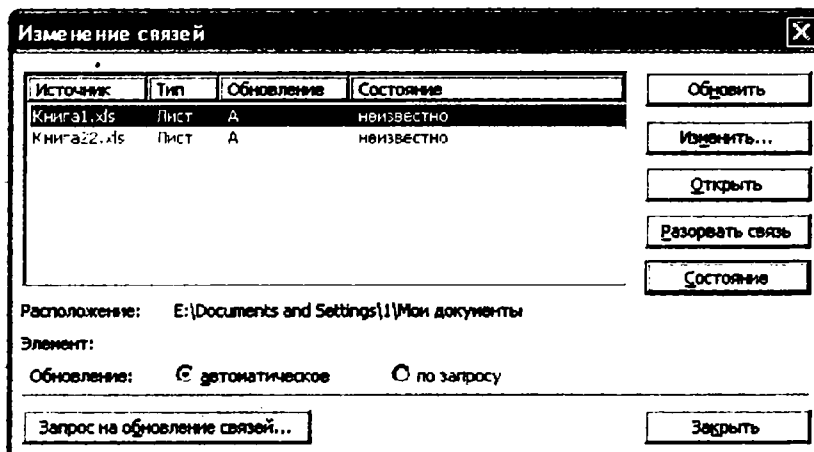 Изменение связей
Источник Тип Обновление Состояние
Книга1.xls Лист А неизвестно
Книга22.xls Лист А неизвестно
Обновить
Изменить...
Открыть
Разорвать связь
Состояние
Расположение: E:\Documents and Settings\1\Мои документы
Элемент:
Обновление: автоматическое по запросу
Запрос на обновление связей... Закрыть